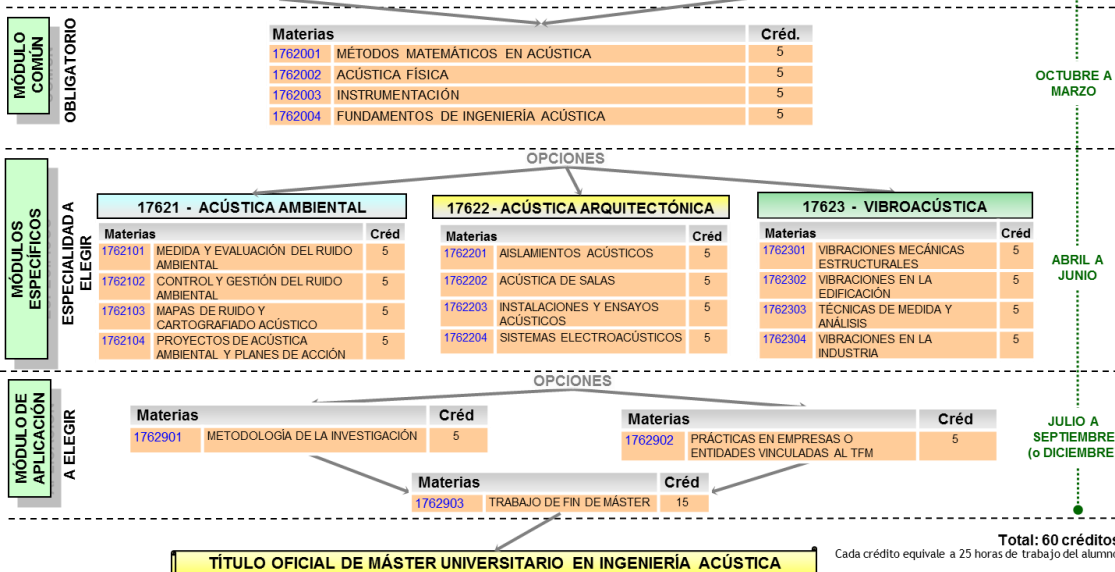 MÓDULO
COMÚN
OBLIGATORIO
Materias Créd.
1762001 MÉTODOS MATEMÁTICOS EN ACÚSTICA 5
1762002 ACÚSTICA FÍSICA 5
1762003 INSTRUMENTACIÓN 5
1762004 FUNDAMENTOS DE INGENIERÍA ACÚSTICA 5
OCTUBRE A
MARZO
OPCIONES
MÓDULOS
ESPECÍFICOS
ESPECIALIDAD A
ELEGIR
17621 - ACÚSTICA AMBIENTAL
Materias Créd
1762101 MEDIDA Y EVALUACIÓN DEL RUIDO 5
AMBIENTAL
1762102 CONTROL Y GESTIÓN DEL RUIDO 5
AMBIENTAL
1762103 MAPAS DE RUIDO Y 5
CARTOGRAFIADO ACÚSTICO
1762104 PROYECTOS DE ACÚSTICA 5
AMBIENTAL Y PLANES DE ACCIÓN
17622 - ACÚSTICA ARQUITECTÓNICA
Materias Créd
1762201 AISLAMIENTOS ACÚSTICOS 5
1762202 ACÚSTICA DE SALAS 5
1762203 INSTALACIONES Y ENSAYOS 5
ACÚSTICOS
1762204 SISTEMAS ELECTROACÚSTICOS 5
17623 - VIBROACÚSTICA
Materias Créd
1762301 VIBRACIONES MECÁNICAS 5
ESTRUCTURALES
1762302 VIBRACIONES EN LA 5
EDIFICACIÓN
1762303 TÉCNICAS DE MEDIDA Y 5
ANÁLISIS
1762304 VIBRACIONES EN LA 5
INDUSTRIA
ABRIL A
JUNIO
OPCIONES
MÓDULO DE
APLICACIÓN
A ELEGIR
Materias Créd
1762901 METODOLOGÍA DE LA INVESTIGACIÓN 5
Materias Créd
1762902 PRÁCTICAS EN EMPRESAS O 5
ENTIDADES VINCULADAS AL TFM
JULIO A
SEPTIEMBRE
(o DICIEMBRE
Materias Créd
1762903 TRABAJO DE FIN DE MÁSTER 15
Total: 60 créditos
Cada crédito equivale a 25 horas de trabajo del alumno
TÍTULO OFICIAL DE MÁSTER UNIVERSITARIO EN INGENIERÍA ACÚSTICA